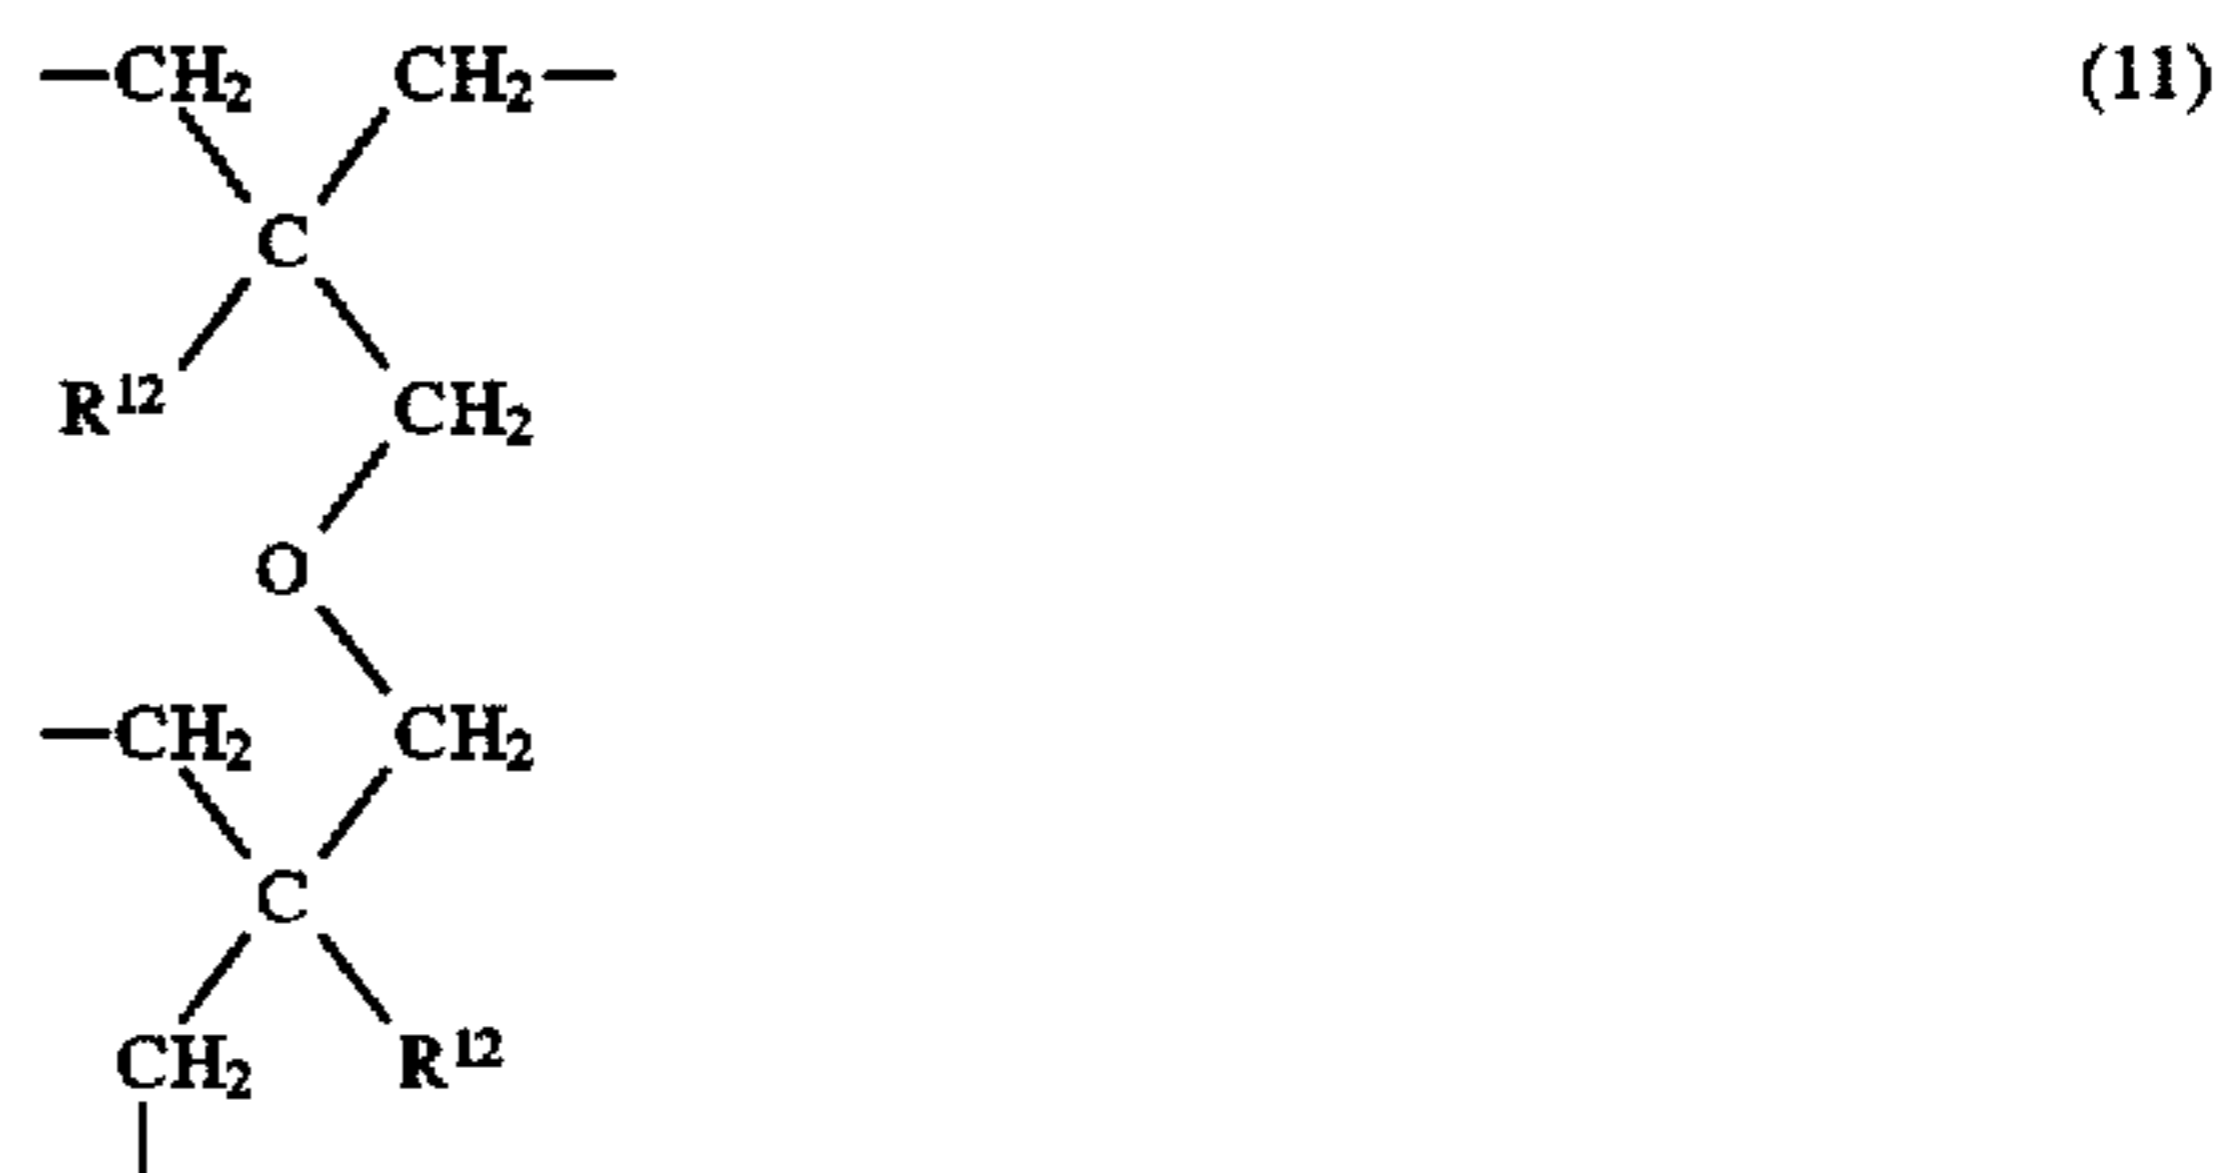 —CH₂ CH₂— (11)
C
R¹² CH₂
O
—CH₂ CH₂
C
CH₂ R¹²